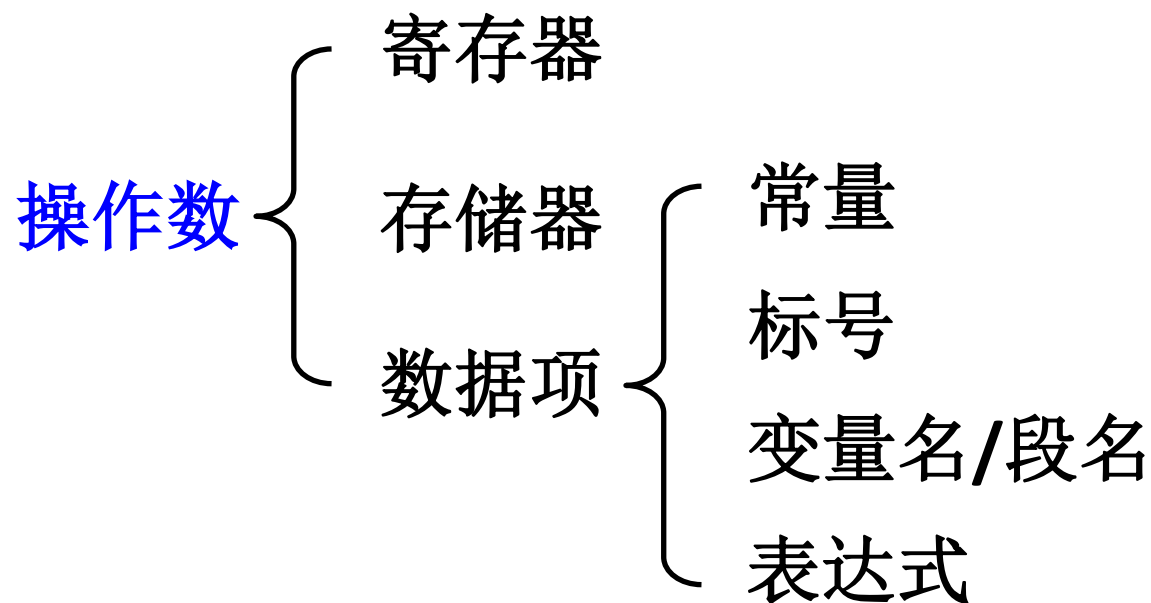 操作数
寄存器
存储器
数据项
常量
标号
变量名/段名
表达式